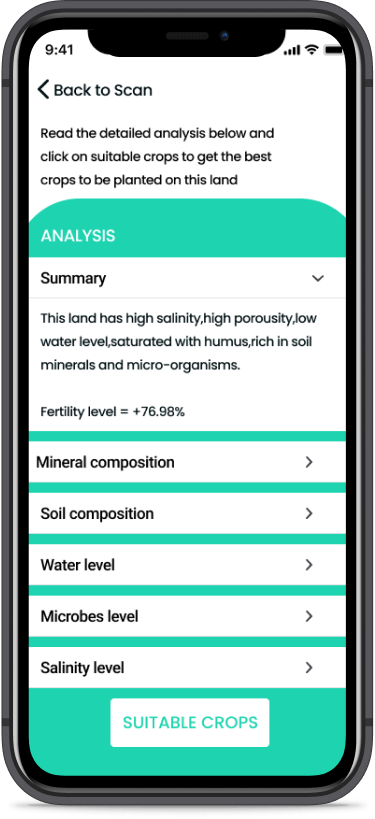 9:41
Back to Scan
Read the detailed analysis below and
click on suitable crops to get the best
crops to be planted on this land
ANALYSIS
Summary
This land has high salinity,high porousity,low
water level,saturated with humus,rich in soil
minerals and micro-organisms.
Fertility level = +76.98%
Mineral composition
Soil composition
Water level
Microbes level
Salinity level
SUITABLE CROPS